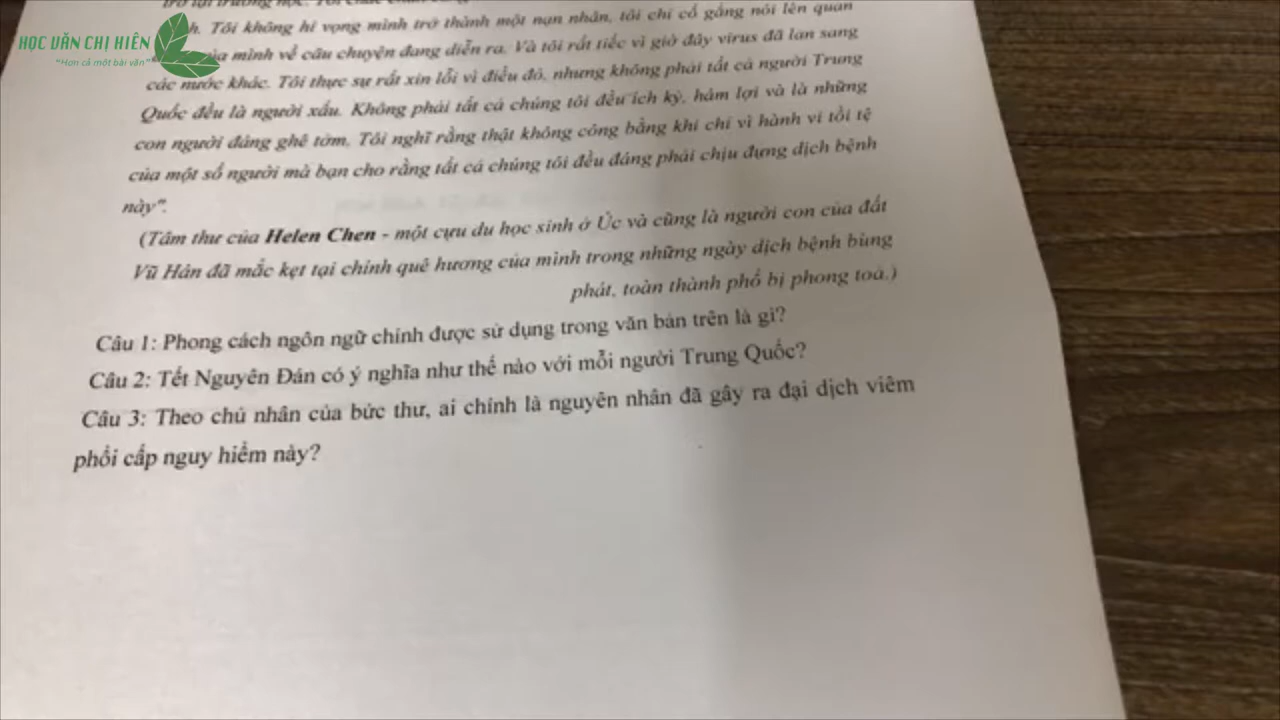 HỌC VĂN CHỊ HIÊN
"Hơn cả một bài văn"
trở lại trường học. Tôi
h. Tôi không hi vọng mình trở thành một nạn nhân, tôi chỉ cố gắng nói lên quan
của mình về câu chuyện đang diễn ra. Và tôi rất tiếc vì giờ đây virus đã lan sang
các nước khác. Tôi thực sự rất xin lỗi vì điều đó, nhưng không phải tất cả người Trung
Quốc đều là người xấu. Không phải tất cả chúng tôi đều ích kỷ, hám lợi và là những
con người đáng ghê tởm. Tôi nghĩ rằng thật không công bằng khi chỉ vì hành vi tồi tệ
của một số người mà bạn cho rằng tất cả chúng tôi đều đáng phải chịu đựng dịch bệnh
này".
(Tâm thư của Helen Chen - một cựu du học sinh ở Úc và cũng là người con của đất
Vũ Hán đã mắc kẹt tại chính quê hương của mình trong những ngày dịch bệnh bùng
phát, toàn thành phố bị phong toả.)
Câu 1: Phong cách ngôn ngữ chính được sử dụng trong văn bản trên là gì?
Câu 2: Tết Nguyên Đán có ý nghĩa như thế nào với mỗi người Trung Quốc?
Câu 3: Theo chủ nhân của bức thư, ai chính là nguyên nhân đã gây ra đại dịch viêm
phổi cấp nguy hiểm này?